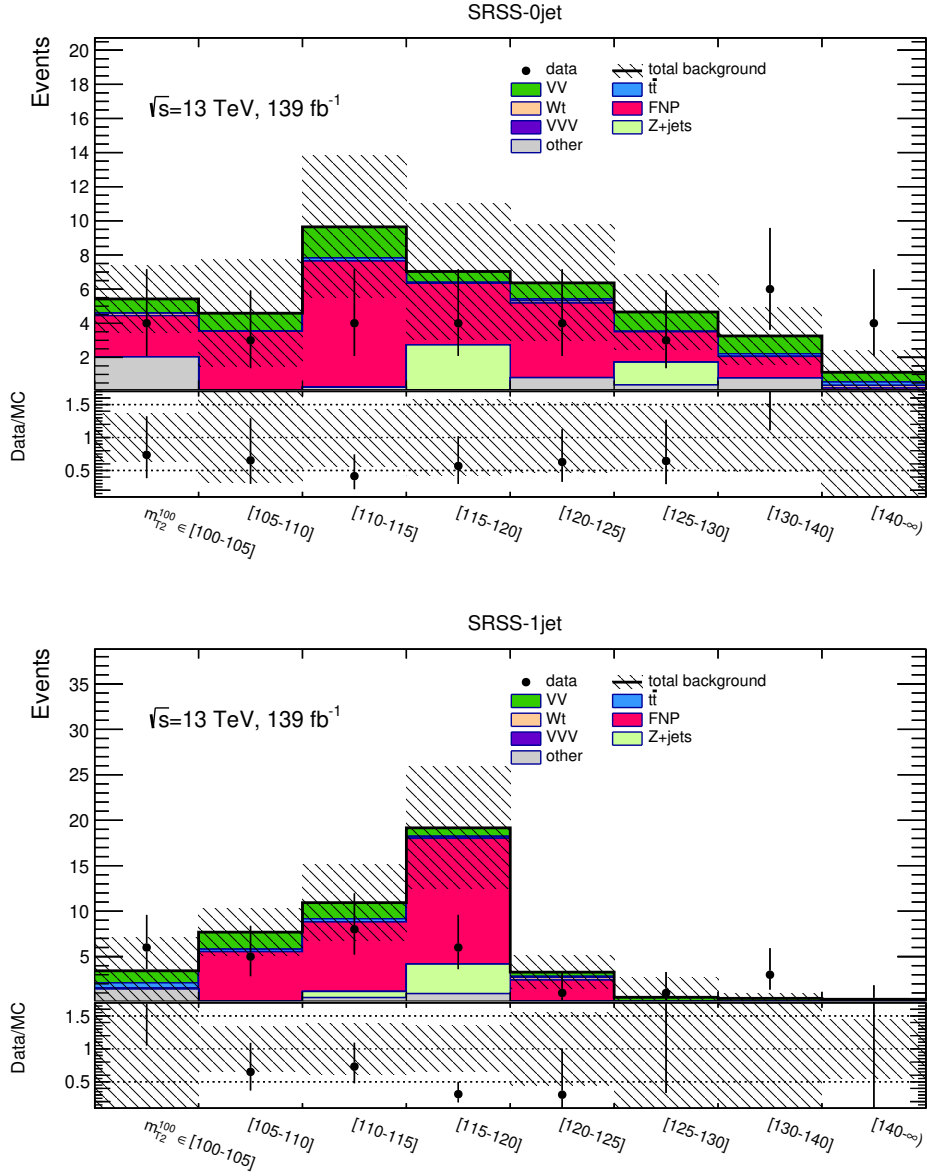 SRSS-0jet
Events
20
18
16
14
12
10
8
6
4
2
√s=13 TeV, 139 fb⁻¹
data
total background
VV
tt̄
Wt
FNP
VVV
Z+jets
other
Data/MC
1.5
1
0.5
m_{T2}^{100} ∈ [100-105]
[105-110]
[110-115]
[115-120]
[120-125]
[125-130]
[130-140]
[140-∞)
SRSS-1jet
Events
35
30
25
20
15
10
5
√s=13 TeV, 139 fb⁻¹
data
total background
VV
tt̄
Wt
FNP
VVV
Z+jets
other
Data/MC
1.5
1
0.5
m_{T2}^{100} ∈ [100-105]
[105-110]
[110-115]
[115-120]
[120-125]
[125-130]
[130-140]
[140-∞)